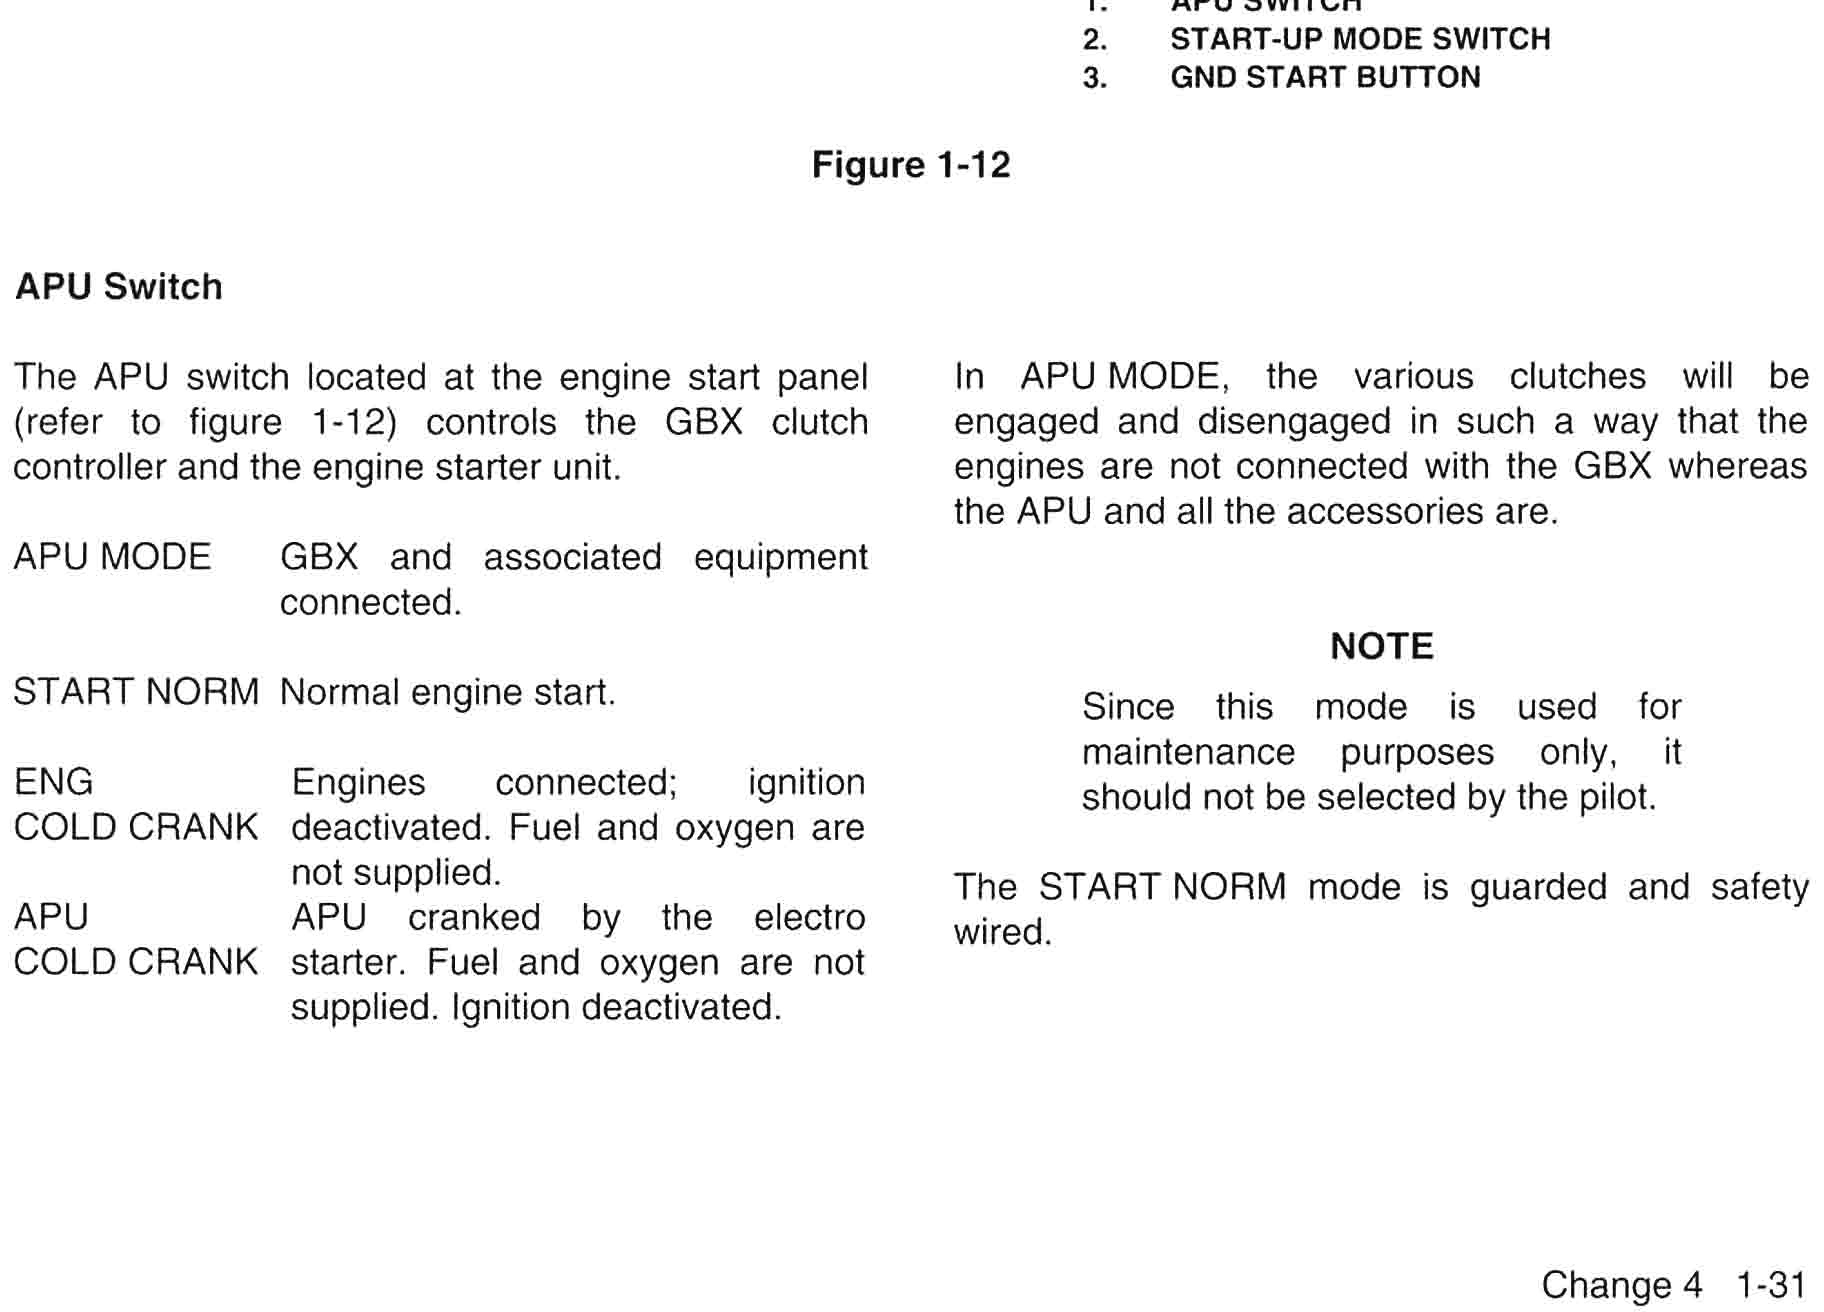 1. APU SWITCH
2. START-UP MODE SWITCH
3. GND START BUTTON
Figure 1-12
APU Switch
The APU switch located at the engine start panel
(refer to figure 1-12) controls the GBX clutch
controller and the engine starter unit.
APU MODE GBX and associated equipment
connected.
START NORM Normal engine start.
ENG Engines connected; ignition
COLD CRANK deactivated. Fuel and oxygen are
not supplied.
APU APU cranked by the electro
COLD CRANK starter. Fuel and oxygen are not
supplied. Ignition deactivated.
In APU MODE, the various clutches will be
engaged and disengaged in such a way that the
engines are not connected with the GBX whereas
the APU and all the accessories are.
NOTE
Since this mode is used for
maintenance purposes only, it
should not be selected by the pilot.
The START NORM mode is guarded and safety
wired.
Change 4 1-31